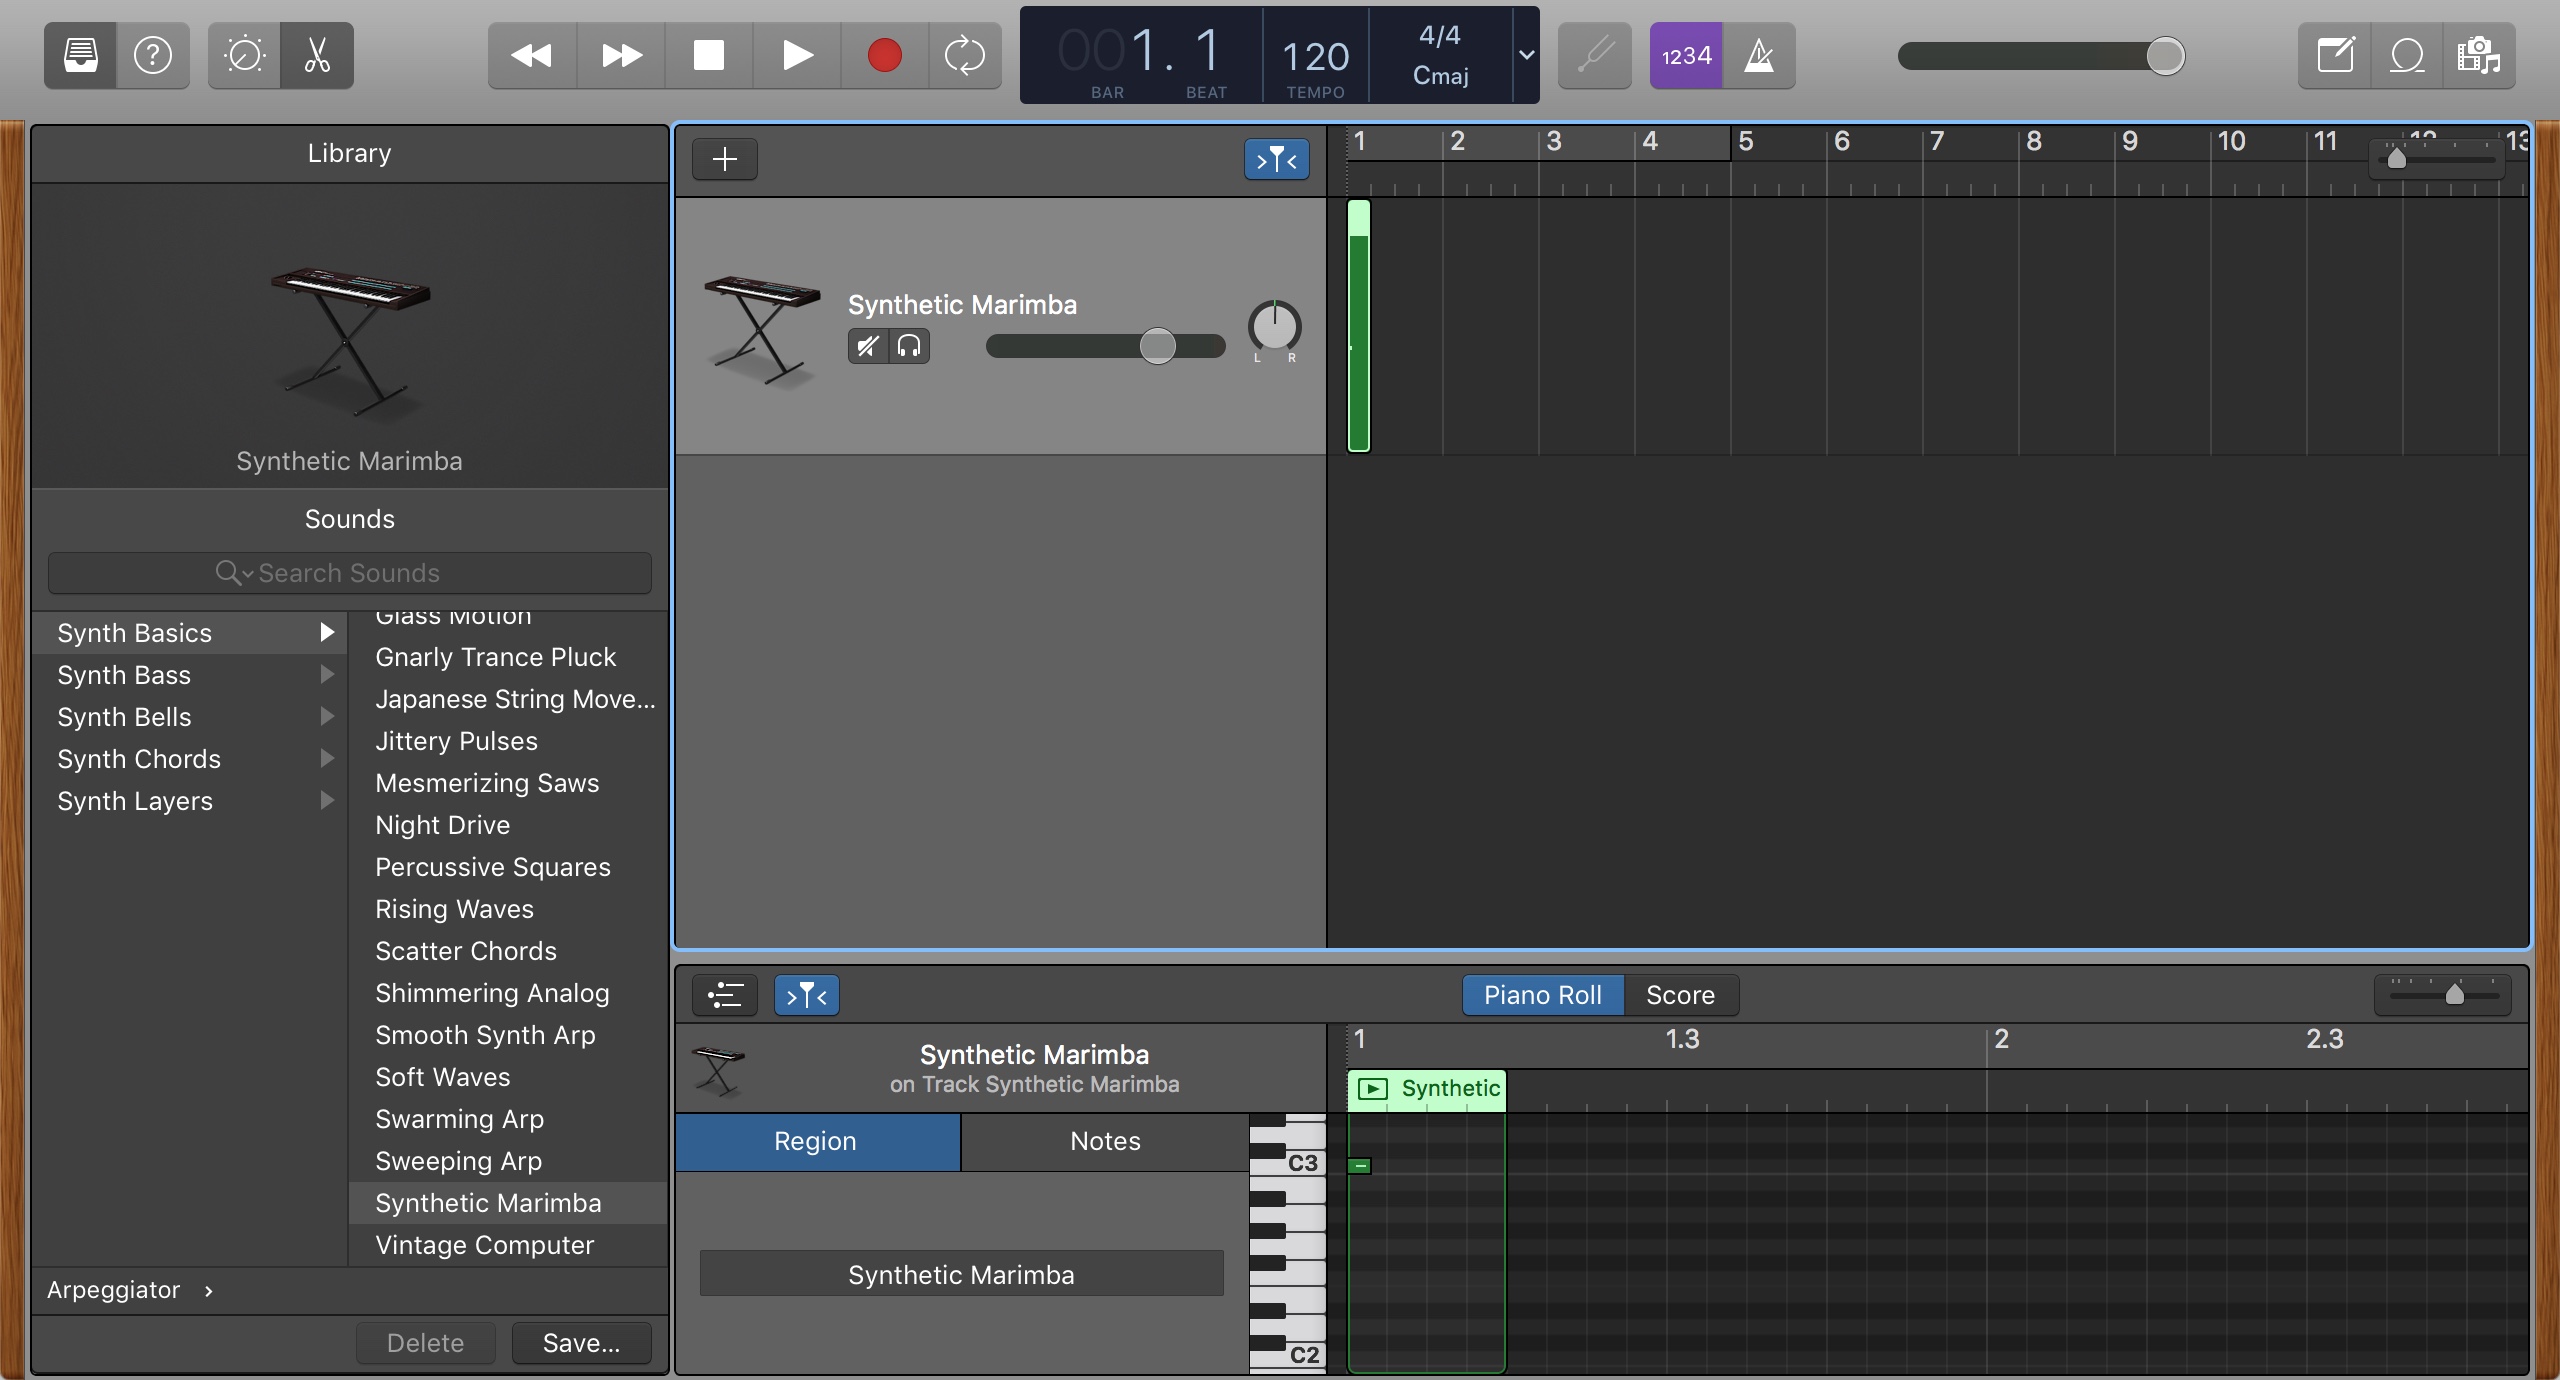 001. 1
BAR BEAT
120
TEMPO
4/4
Cmaj
1234
Library
Synthetic Marimba
Sounds
Search Sounds
Synth Basics
Synth Bass
Synth Bells
Synth Chords
Synth Layers
Glass Motion
Gnarly Trance Pluck
Japanese String Move...
Jittery Pulses
Mesmerizing Saws
Night Drive
Percussive Squares
Rising Waves
Scatter Chords
Shimmering Analog
Smooth Synth Arp
Soft Waves
Swarming Arp
Sweeping Arp
Synthetic Marimba
Vintage Computer
Arpeggiator
Delete Save...
1 2 3 4 5 6 7 8 9 10 11 12 13
Synthetic Marimba
L R
Piano Roll Score
Synthetic Marimba
on Track Synthetic Marimba
1 1.3 2 2.3
Synthetic
Region Notes
C3
Synthetic Marimba
C2